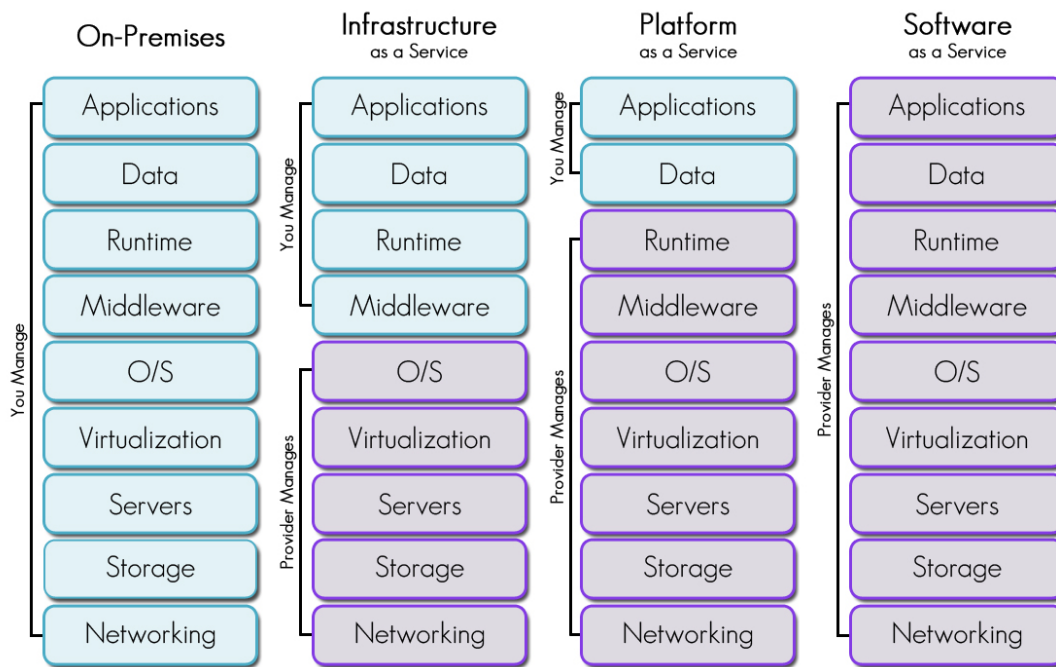 On-Premises
You Manage
Applications
Data
Runtime
Middleware
O/S
Virtualization
Servers
Storage
Networking
Infrastructure
as a Service
You Manage
Provider Manages
Applications
Data
Runtime
Middleware
O/S
Virtualization
Servers
Storage
Networking
Platform
as a Service
You Manage
Provider Manages
Applications
Data
Runtime
Middleware
O/S
Virtualization
Servers
Storage
Networking
Software
as a Service
Provider Manages
Applications
Data
Runtime
Middleware
O/S
Virtualization
Servers
Storage
Networking